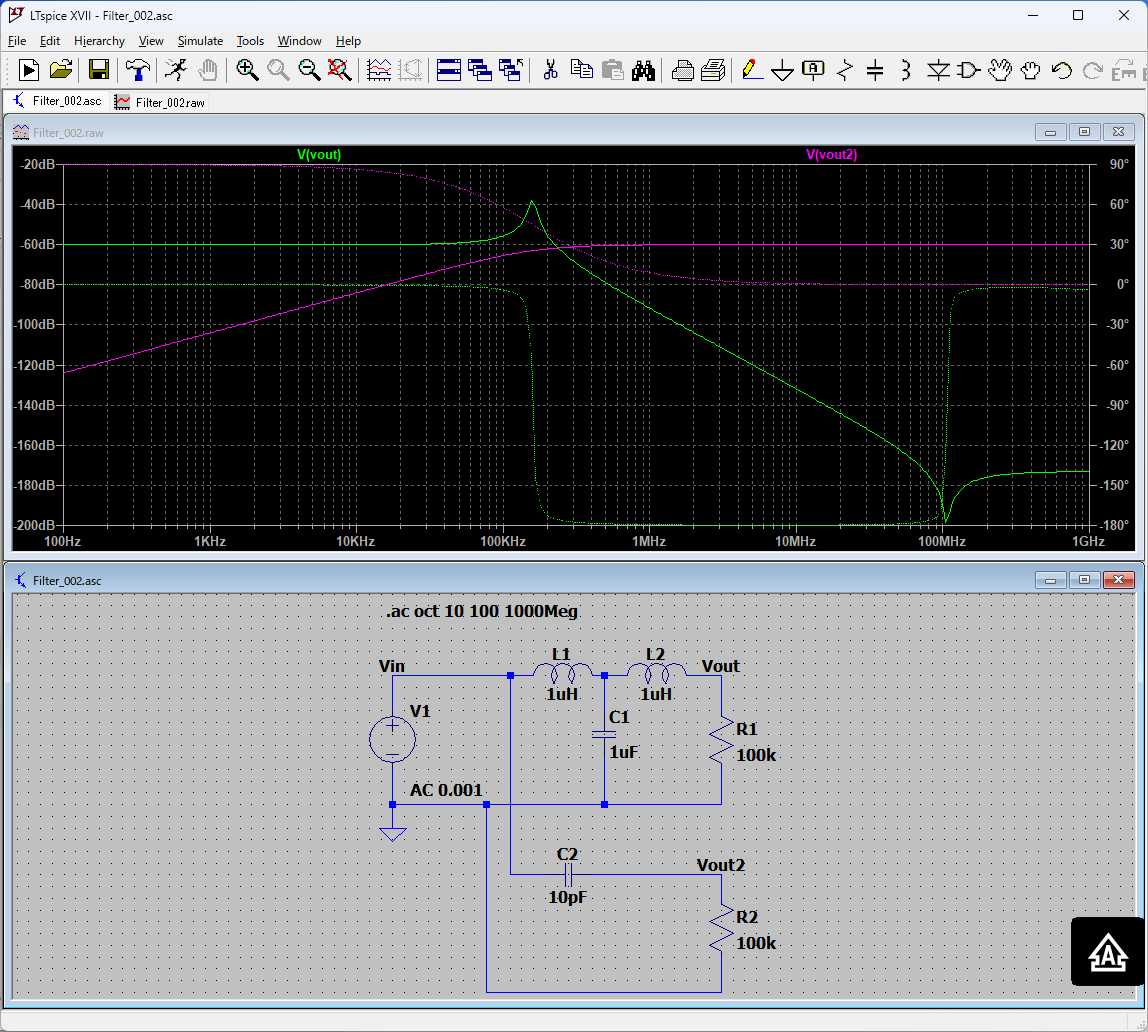 LTspice XVII - Filter_002.asc
File Edit Hierarchy View Simulate Tools Window Help
Filter_002.asc Filter_002.raw
Filter_002.raw
V(vout) V(vout2)
-20dB 90°
-40dB 60°
-60dB 30°
-80dB 0°
-100dB -30°
-120dB -60°
-140dB -90°
-160dB -120°
-180dB -150°
-200dB -180°
100Hz 1KHz 10KHz 100KHz 1MHz 10MHz 100MHz 1GHz
Filter_002.asc
.ac oct 10 100 1000Meg
Vin L1 L2 Vout
1uH 1uH
V1 C1 R1
1uF 100k
AC 0.001
C2 Vout2
10pF R2
100k
A